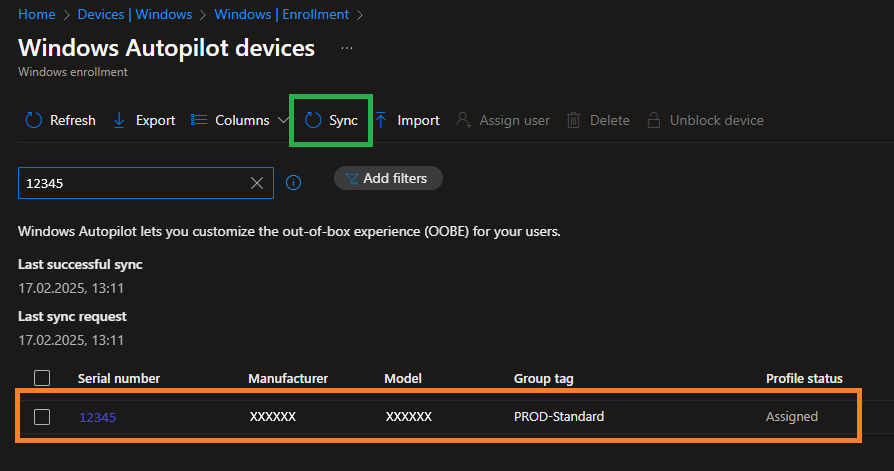 Home > Devices | Windows > Windows | Enrollment >
Windows Autopilot devices ...
Windows enrollment
Refresh Export Columns Sync Import Assign user Delete Unblock device
12345 Add filters
Windows Autopilot lets you customize the out-of-box experience (OOBE) for your users.
Last successful sync
17.02.2025, 13:11
Last sync request
17.02.2025, 13:11
Serial number Manufacturer Model Group tag Profile status
12345 XXXXXX XXXXXX PROD-Standard Assigned